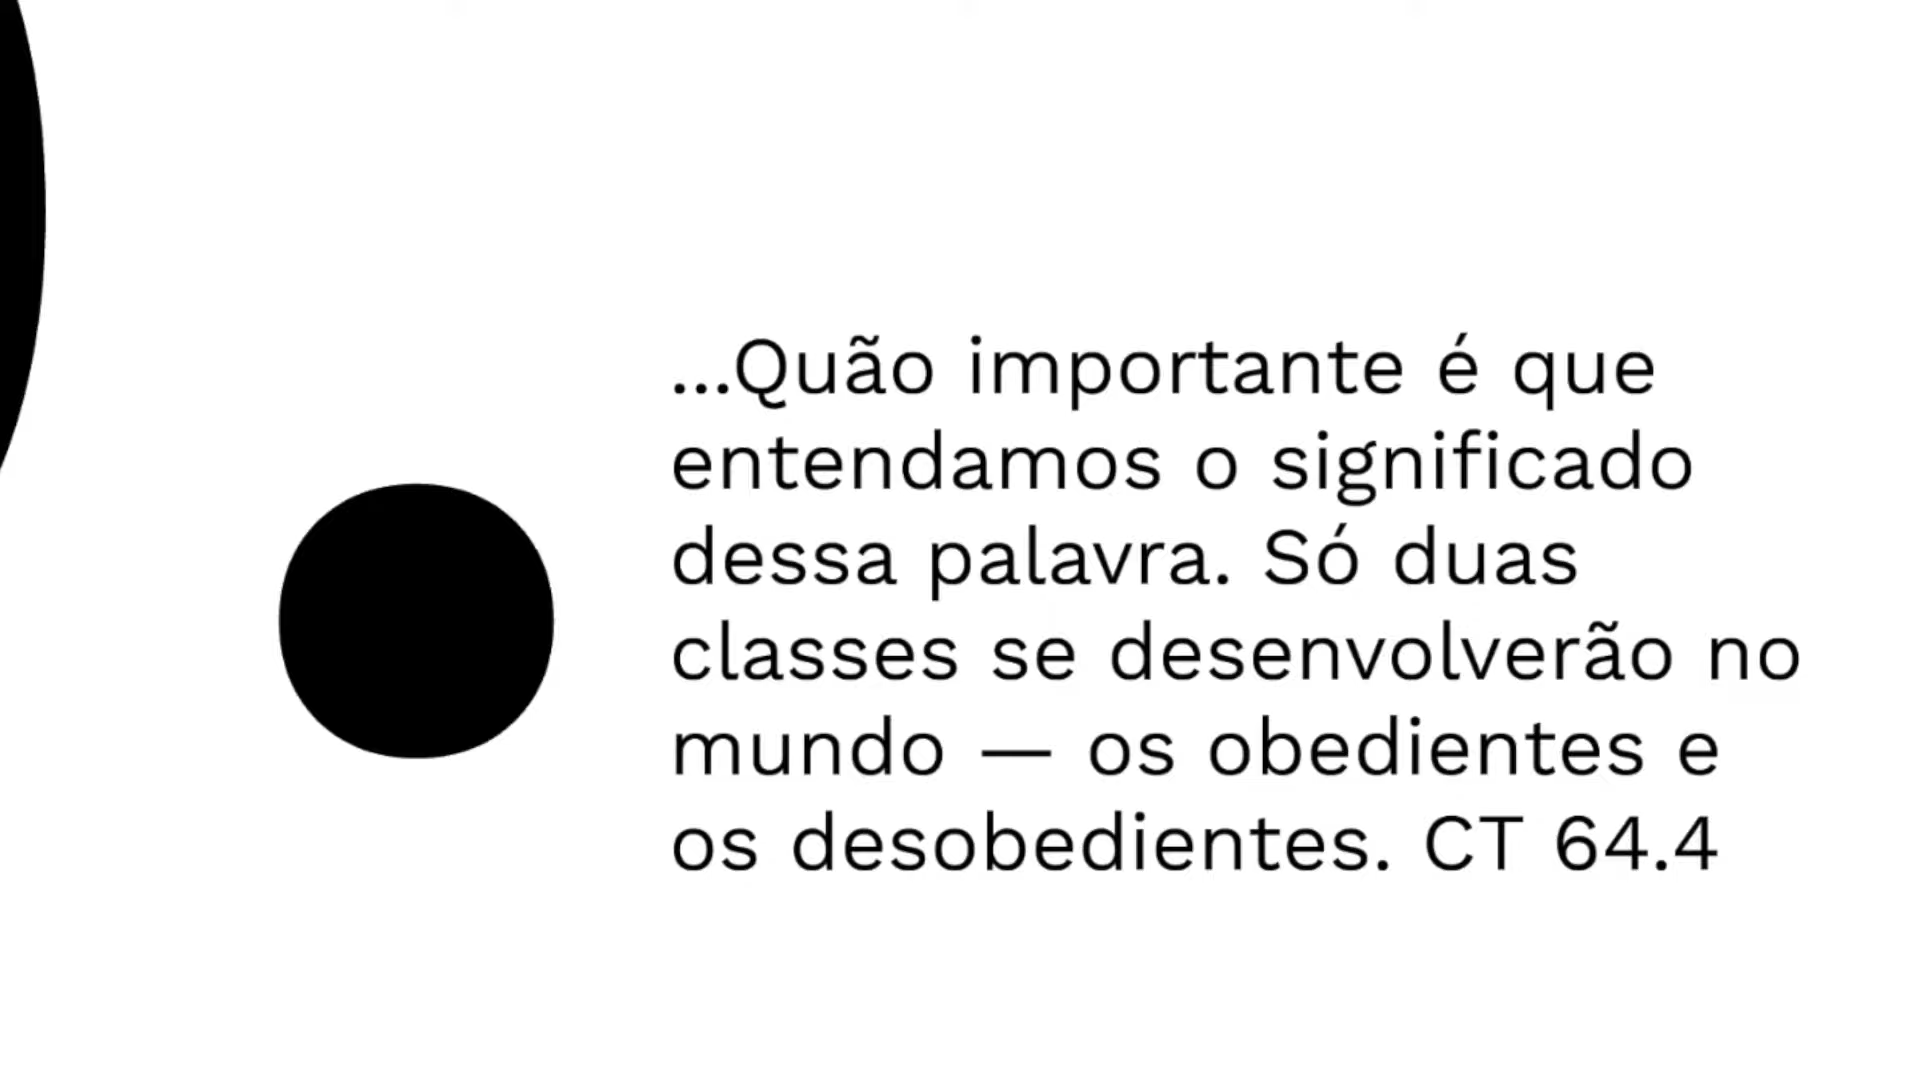 ...Quão importante é que
entendamos o significado
dessa palavra. Só duas
classes se desenvolverão no
mundo — os obedientes e
os desobedientes. CT 64.4